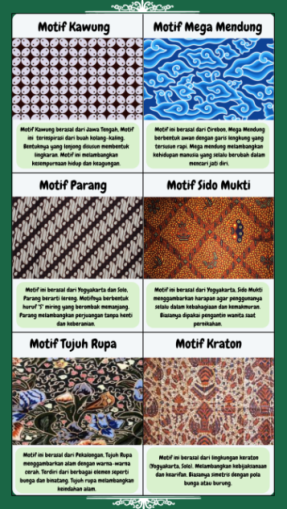 Motif Kawung
Motif Kawung berasal dari Jawa Tengah. Motif
ini terinspirasi dari buah kolang-kaling.
Bentuknya yang lonjong disusun membentuk
lingkaran. Motif ini melambangkan
kesempurnaan hidup dan keagungan.
Motif Mega Mendung
Motif ini berasal dari Cirebon. Mega Mendung
berbentuk awan dengan garis lengkung yang
tersusun rapi. Mega mendung melambangkan
kehidupan manusia yang selalu berubah dalam
mencari jati diri.
Motif Parang
Motif ini berasal dari Yogyakarta dan Solo,
Parang berarti lereng. Motifnya berbentuk
huruf "S" miring yang berombak memanjang.
Parang melambangkan perjuangan tanpa henti
dan keberanian.
Motif Sido Mukti
Motif ini berasal dari Yogyakarta. Sido Mukti
menggambarkan harapan agar penggunanya
selalu dalam kebahagiaan dan kemakmuran.
Biasanya dipakai pengantin wanita saat
pernikahan.
Motif Tujuh Rupa
Motif ini berasal dari Pekalongan, Tujuh Rupa
menggambarkan alam dengan warna-warna
cerah. Terdiri dari berbagai elemen seperti
bunga dan binatang. Tujuh rupa melambangkan
keindahan alam.
Motif Kraton
Motif ini berasal dari lingkungan keraton
(Yogyakarta, Solo). Melambangkan kebijaksanaan
dan kearifan. Biasanya simetris dengan pola
bunga atau burung.